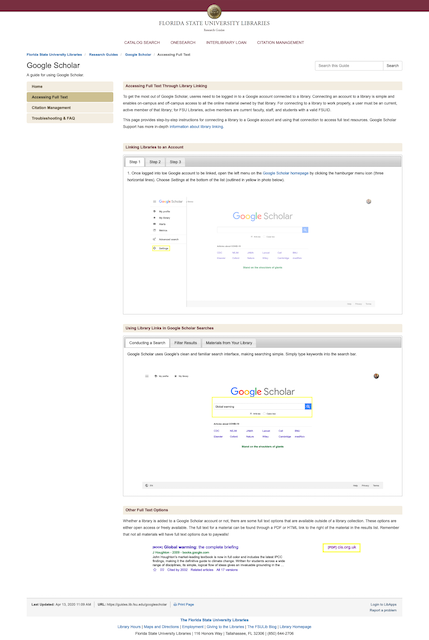 FLORIDA STATE UNIVERSITY LIBRARIES
Research Guides
CATALOG SEARCH ONESEARCH INTERLIBRARY LOAN CITATION MANAGEMENT
Florida State University Libraries / Research Guides / Google Scholar / Accessing Full Text
Google Scholar
A guide for using Google Scholar.
Search this Guide Search
Home
Accessing Full Text
Citation Management
Troubleshooting & FAQ
Accessing Full Text Through Library Linking
To get the most out of Google Scholar, useres need to be logged in to a Google account connected to a library. Connecting an account to a library is simple and
enables on-campus and off-campus access to all the online material owned by that library. For connecting to a library to work properly, a user must be an current,
active member of that library; for FSU Libraries, active members are current faculty, staff, and students with a valid FSUID.
This page provides step-by-step instructions for connecting a library to a Google account and using that connection to access full text resources. Google Scholar
Support has more in-depth information about library linking.
Linking Libraries to an Account
Step 1 Step 2 Step 3
1. Once logged into the Google account to be linked, open the left menu on the Google Scholar homepage by clicking the hamburger menu icon (three
horizontal lines). Choose Settings at the bottom of the list (outlined in yellow in photo below).
Google Scholar
My profile
My library
Alerts
Metrics
Advanced search
Settings
Google Scholar
Using Library Links in Google Scholar Searches
Conducting a Search Filter Results Materials from Your Library
Google Scholar uses Google's clean and familiar search interface, making searching simple. Simply type keywords into the search bar.
My profile My library
Google Scholar
Global warming
Other Full Text Options
Whether a library is added to a Google Scholar account or not, there are some full text options that are available outside of a library collection. These options are
either open access or freely available. The full text for a material can be found through a PDF or HTML link to the right of the material in the results list. Remember
that not all materials will have full text options due to paywalls!
Global warming: the complete briefing
[PDF] cis.org.uk
Last Updated: Apr 13, 2020 11:59 AM Print Page
Login to LibApps
Report a problem
The Florida State University Libraries
Library Hours | Maps and Directions | Employment | Giving to the Libraries | The FSULib Blog | Library Homepage
Florida State University Libraries | 116 Honors Way | Tallahassee, FL 32306 | (850) 644-2706